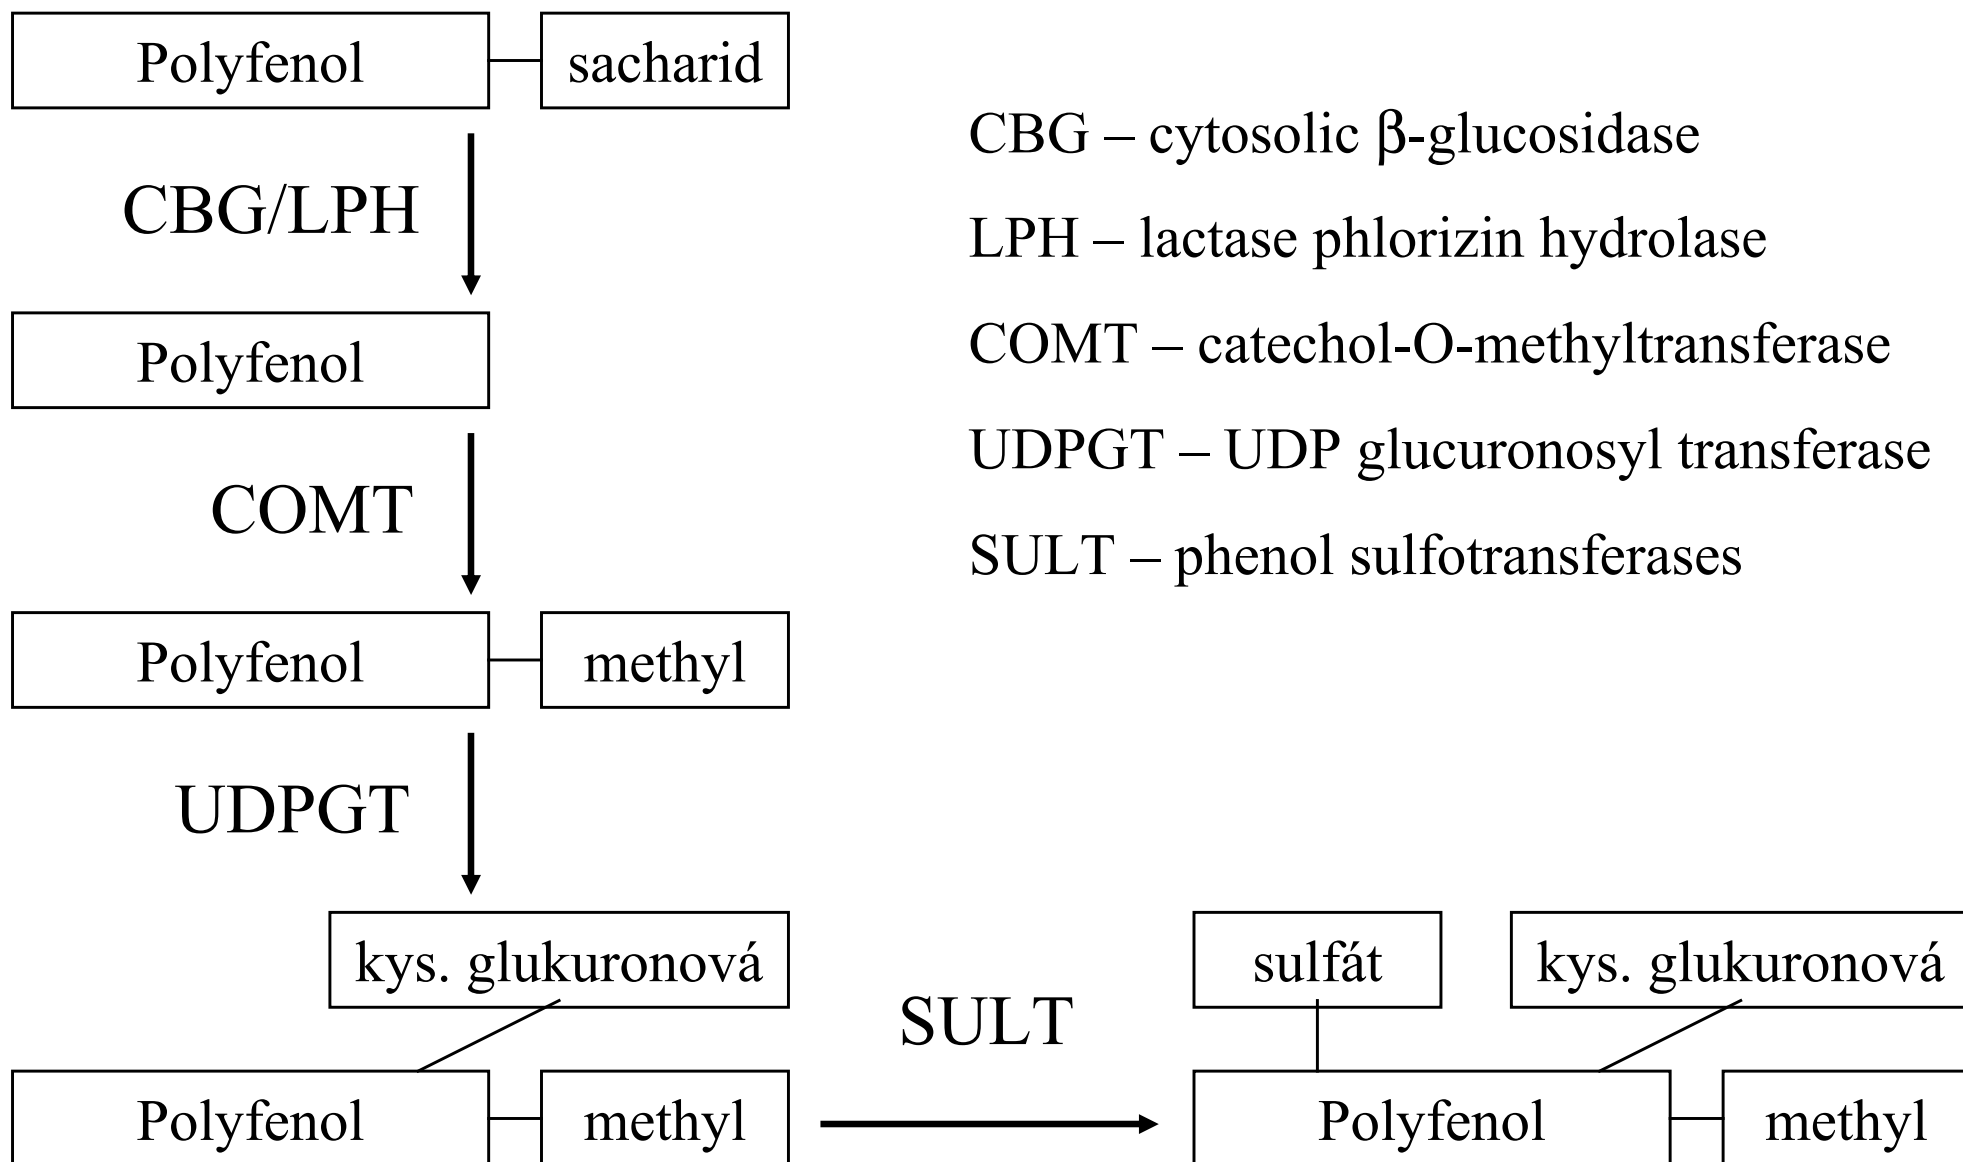 Polyfenol sacharid
CBG/LPH
Polyfenol
COMT
Polyfenol methyl
UDPGT
kys. glukuronová
Polyfenol methyl
SULT
sulfát kys. glukuronová
Polyfenol methyl
CBG – cytosolic β-glucosidase
LPH – lactase phlorizin hydrolase
COMT – catechol-O-methyltransferase
UDPGT – UDP glucuronosyl transferase
SULT – phenol sulfotransferases